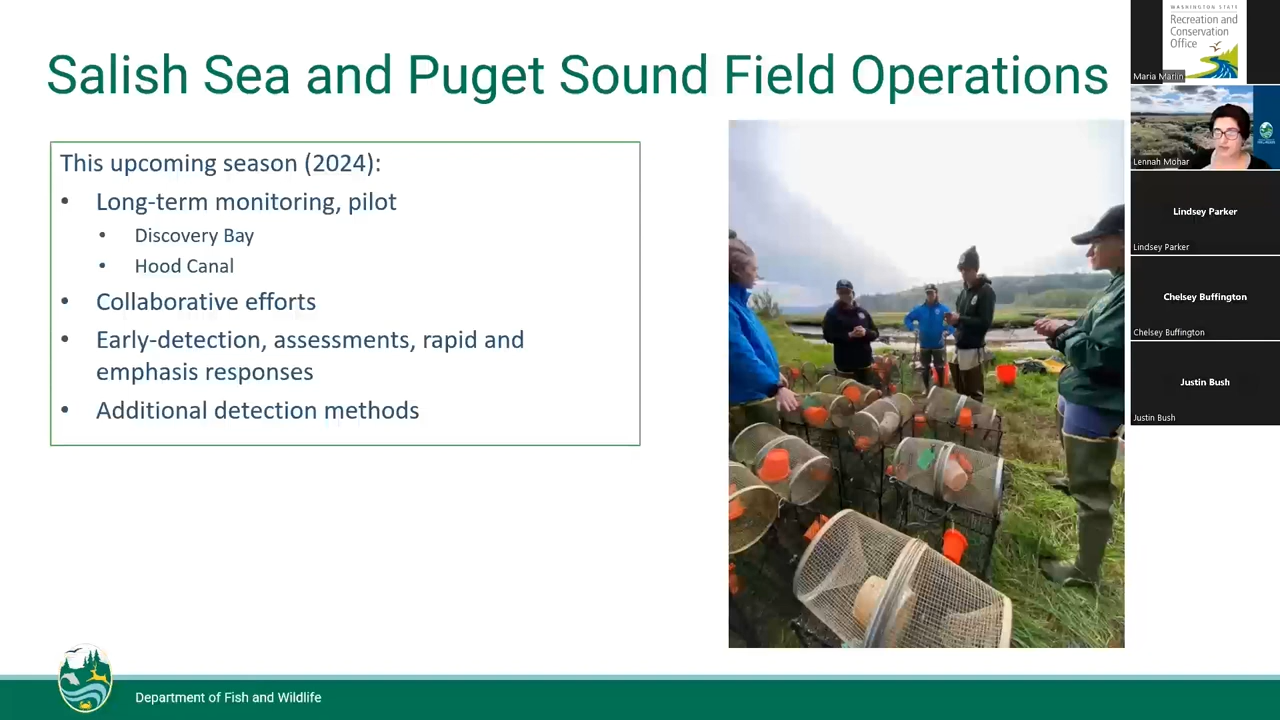 Salish Sea and Puget Sound Field Operations
This upcoming season (2024):
• Long-term monitoring, pilot
• Discovery Bay
• Hood Canal
• Collaborative efforts
• Early-detection, assessments, rapid and
emphasis responses
• Additional detection methods
Department of Fish and Wildlife
WASHINGTON STATE
Recreation and
Conservation
Office
Maria Marlin
Lennah Mohar
Lindsey Parker
Lindsey Parker
Chelsey Buffington
Chelsey Buffington
Justin Bush
Justin Bush